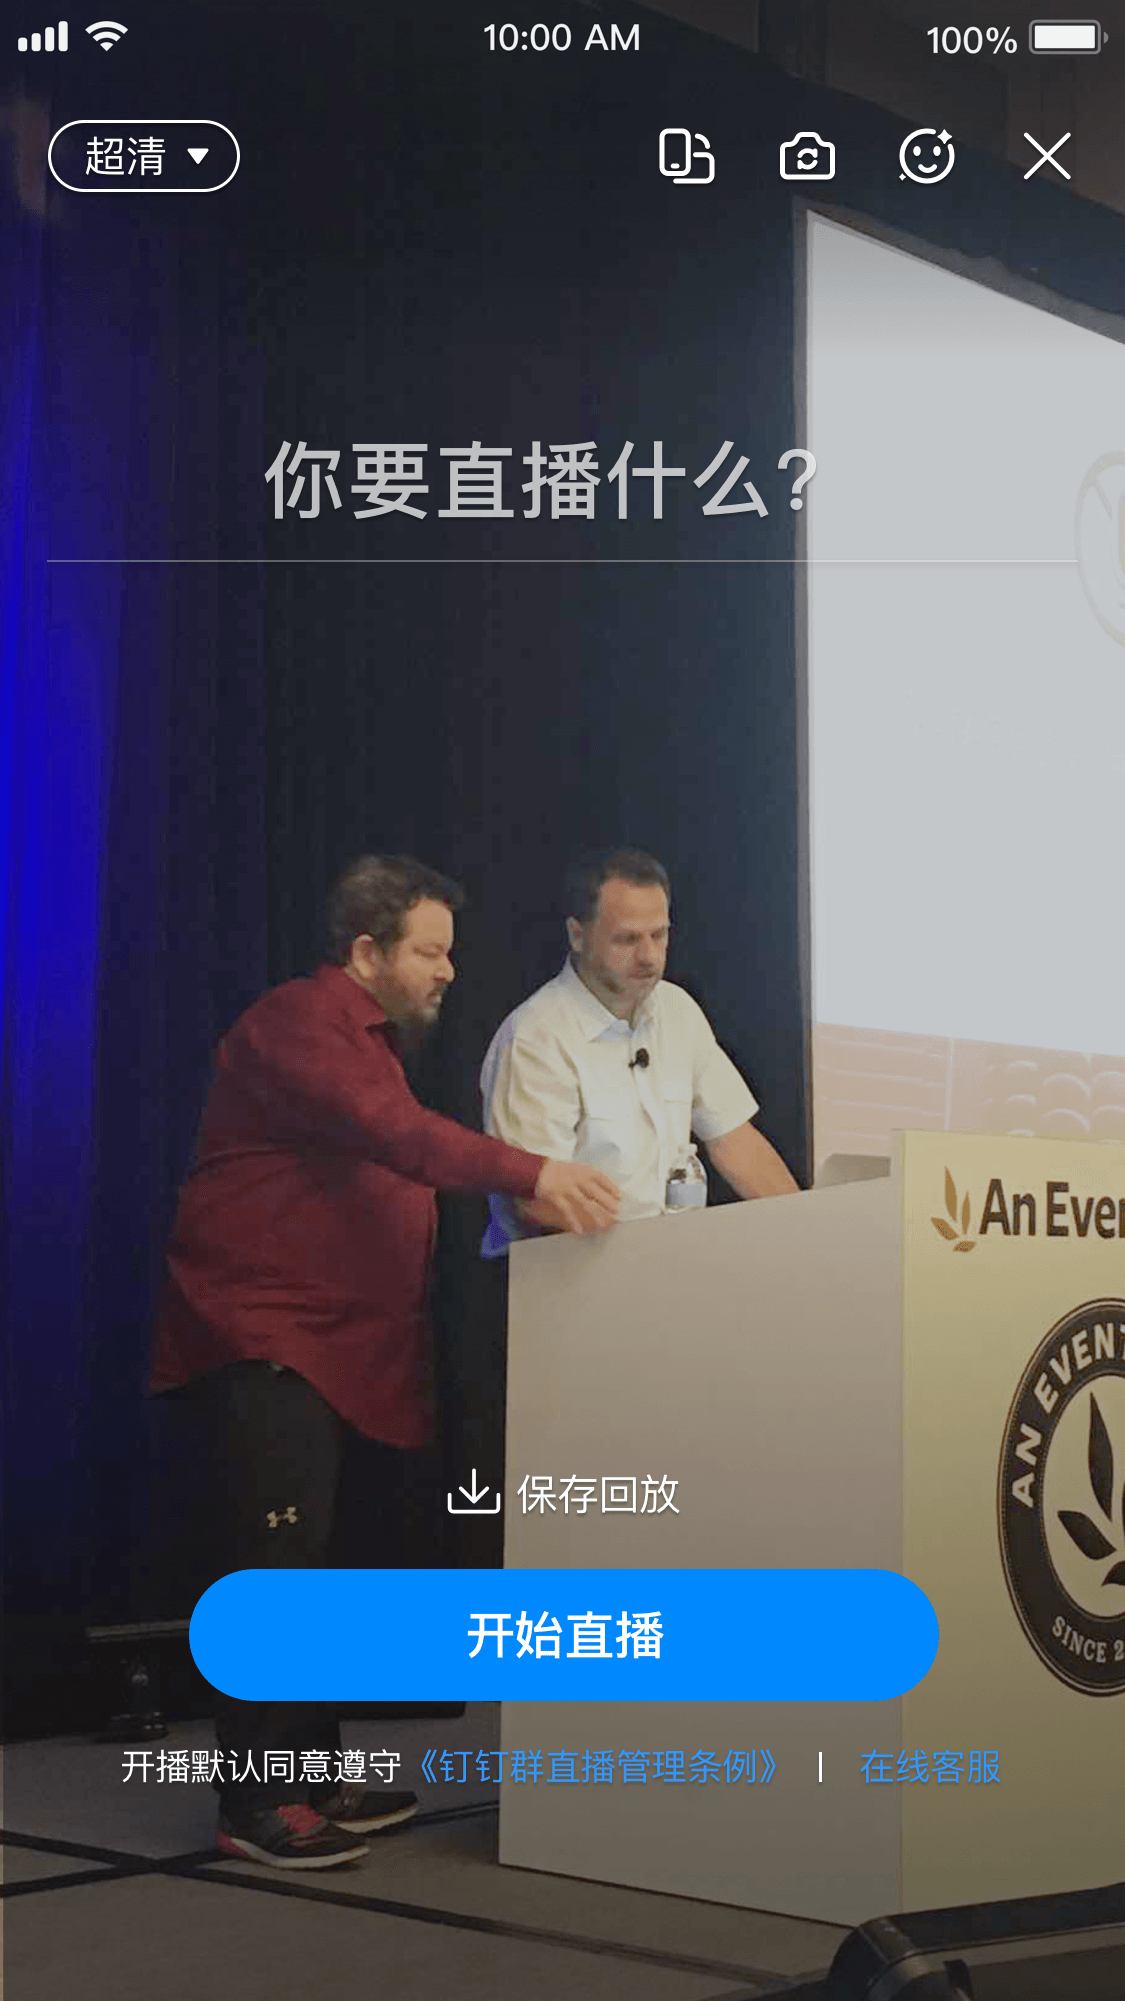 10:00 AM
100%
超清
你要直播什么?
An Eve
AN EVENT
SINCE 2
保存回放
开始直播
开播默认同意遵守《钉钉群直播管理条例》 | 在线客服